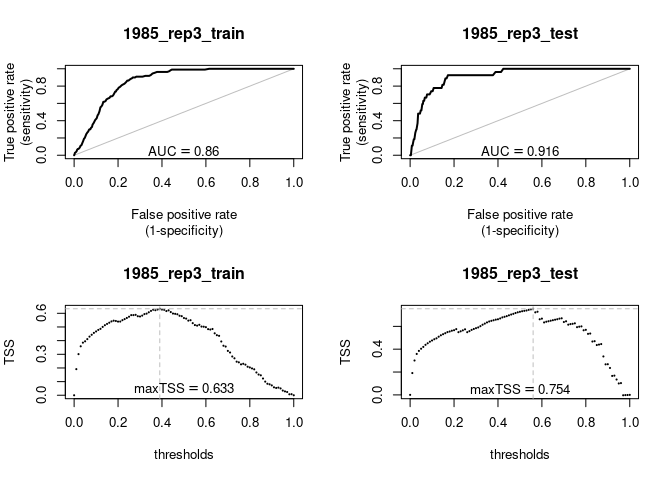 1985_rep3_train
True positive rate
(sensitivity)
0.0 0.4 0.8
AUC = 0.86
0.0 0.2 0.4 0.6 0.8 1.0
False positive rate
(1-specificity)
1985_rep3_test
True positive rate
(sensitivity)
0.0 0.4 0.8
AUC = 0.916
0.0 0.2 0.4 0.6 0.8 1.0
False positive rate
(1-specificity)
1985_rep3_train
TSS
0.0 0.3 0.6
maxTSS = 0.633
0.0 0.2 0.4 0.6 0.8 1.0
thresholds
1985_rep3_test
TSS
0.0 0.4
maxTSS = 0.754
0.0 0.2 0.4 0.6 0.8 1.0
thresholds